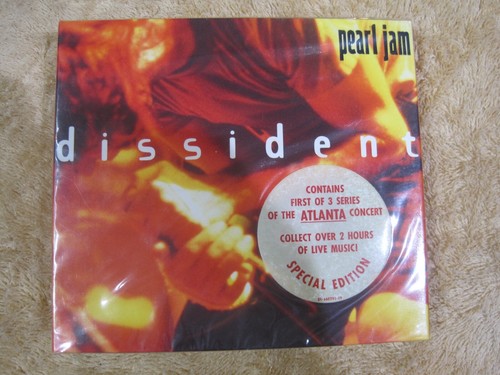 pearl jam
dissident
CONTAINS
FIRST OF 3 SERIES
OF THE ATLANTA CONCERT
COLLECT OVER 2 HOURS
OF LIVE MUSIC!
SPECIAL EDITION